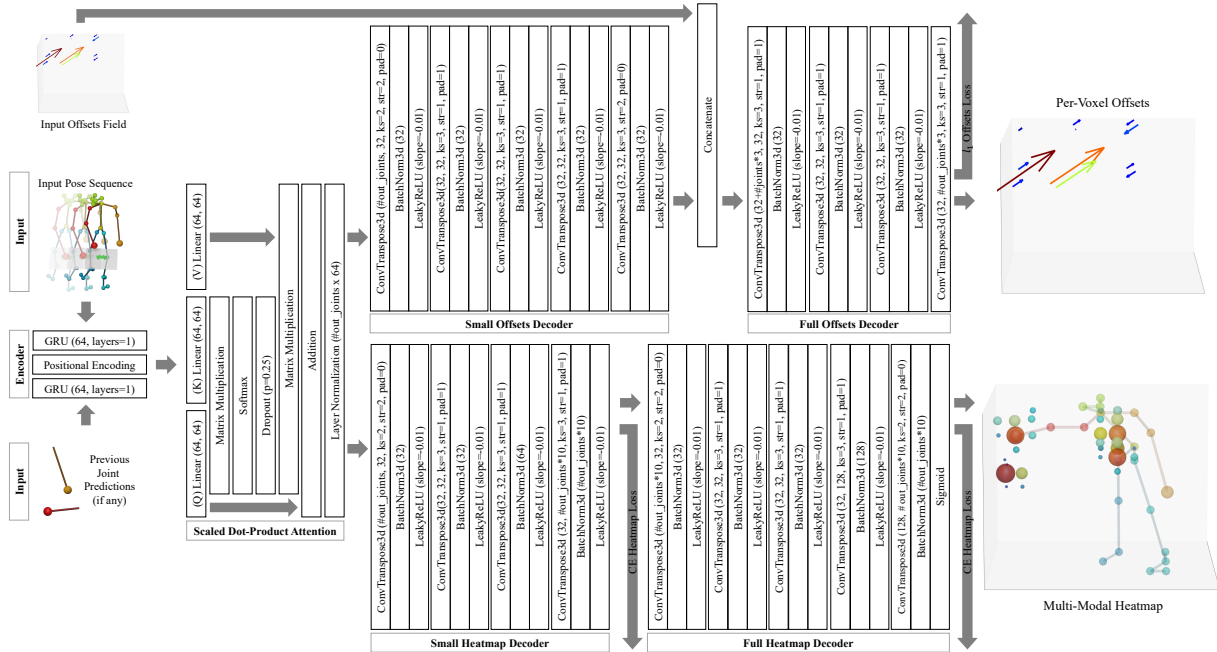 Input Offsets Field
Input
Input Pose Sequence
Encoder
GRU (64, layers=1)
Positional Encoding
GRU (64, layers=1)
Input
Previous
Joint
Predictions
(if any)
(V) Linear (64, 64)
(K) Linear (64, 64)
(Q) Linear (64, 64)
Matrix Multiplication
Softmax
Dropout (p=0.25)
Matrix Multiplication
Addition
Layer Normalization (#out_joints x 64)
Scaled Dot-Product Attention
ConvTranspose3d (#out_joints, 32, ks=2, str=2, pad=0)
BatchNorm3d (32)
LeakyReLU (slope=-0.01)
ConvTranspose3d(32, 32, ks=3, str=1, pad=1)
BatchNorm3d (32)
LeakyReLU (slope=-0.01)
ConvTranspose3d(32, 32, ks=3, str=1, pad=1)
BatchNorm3d (32)
LeakyReLU (slope=-0.01)
ConvTranspose3d (32, 32, ks=3, str=1, pad=1)
BatchNorm3d (32)
LeakyReLU (slope=-0.01)
ConvTranspose3d (32, 32, ks=3, str=2, pad=0)
BatchNorm3d (32)
LeakyReLU (slope=-0.01)
Small Offsets Decoder
Concatenate
ConvTranspose3d (32+#joints*3, 32, ks=3, str=1, pad=1)
BatchNorm3d (32)
LeakyReLU (slope=-0.01)
ConvTranspose3d (32, 32, ks=3, str=1, pad=1)
BatchNorm3d (32)
LeakyReLU (slope=-0.01)
ConvTranspose3d (32, 32, ks=3, str=1, pad=1)
BatchNorm3d (32)
LeakyReLU (slope=-0.01)
ConvTranspose3d (32, #out_joints*3, ks=3, str=1, pad=1)
Full Offsets Decoder
l₁ Offsets Loss
Per-Voxel Offsets
ConvTranspose3d (#out_joints, 32, ks=2, str=2, pad=0)
BatchNorm3d (32)
LeakyReLU (slope=-0.01)
ConvTranspose3d(32, 32, ks=3, str=1, pad=1)
BatchNorm3d (32)
LeakyReLU (slope=-0.01)
ConvTranspose3d(32, 32, ks=3, str=1, pad=1)
BatchNorm3d (64)
LeakyReLU (slope=-0.01)
ConvTranspose3d (32, #out_joints*10, ks=3, str=1, pad=1)
BatchNorm3d (#out_joints*10)
LeakyReLU (slope=-0.01)
Small Heatmap Decoder
CE Heatmap Loss
ConvTranspose3d (#out_joints*10, 32, ks=2, str=2, pad=0)
BatchNorm3d (32)
LeakyReLU (slope=-0.01)
ConvTranspose3d (32, 32, ks=3, str=1, pad=1)
BatchNorm3d (32)
LeakyReLU (slope=-0.01)
ConvTranspose3d (32, 32, ks=3, str=1, pad=1)
BatchNorm3d (32)
LeakyReLU (slope=-0.01)
ConvTranspose3d (32, 128, ks=3, str=1, pad=1)
BatchNorm3d (128)
LeakyReLU (slope=-0.01)
ConvTranspose3d (128, # out_joints*10, ks=2, str=2, pad=0)
BatchNorm3d (#out_joints*10)
Sigmoid
Full Heatmap Decoder
CE Heatmap Loss
Multi-Modal Heatmap